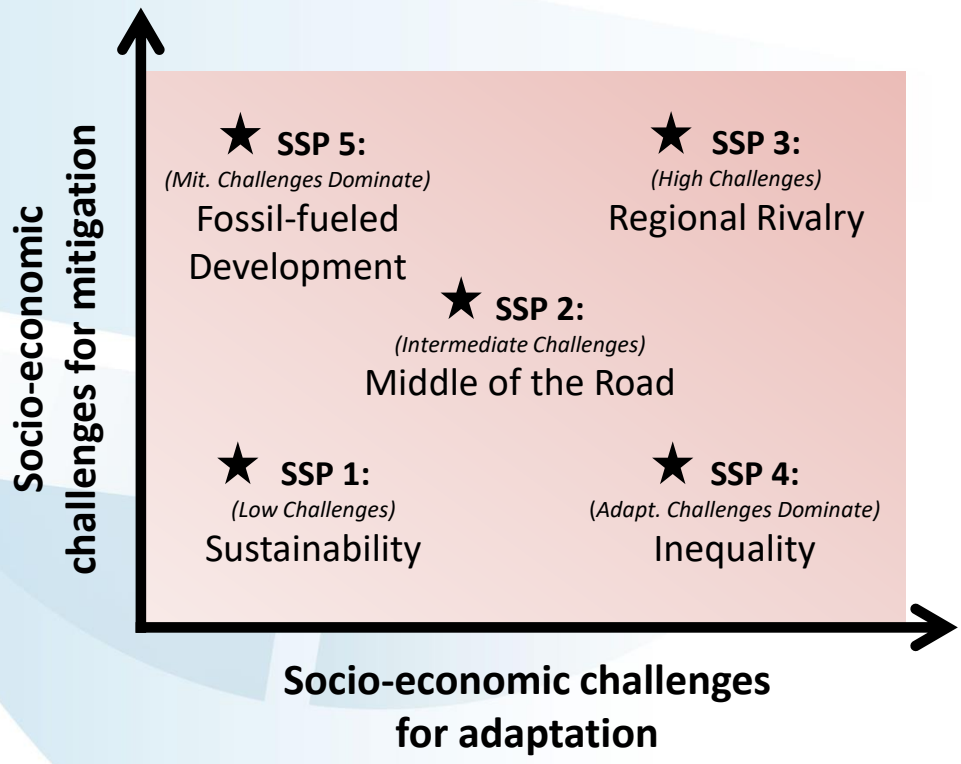 Socio-economic
challenges for mitigation
SSP 5:
(Mit. Challenges Dominate)
Fossil-fueled
Development
SSP 3:
(High Challenges)
Regional Rivalry
SSP 2:
(Intermediate Challenges)
Middle of the Road
SSP 1:
(Low Challenges)
Sustainability
SSP 4:
(Adapt. Challenges Dominate)
Inequality
Socio-economic challenges
for adaptation